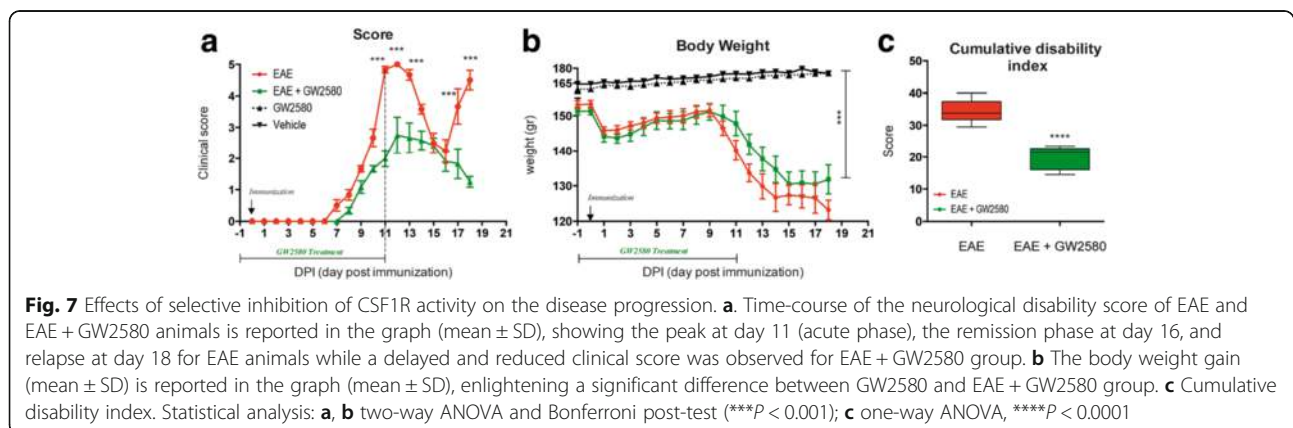 a
Score
Clinical score
5
4
3
2
1
0
EAE
EAE + GW2580
GW2580
Vehicle
***
***
***
***
***
Immunization
-1 1 3 5 7 9 11 13 15 17 19 21
GW2580 Treatment
DPI (day post immunization)
b
Body Weight
weight (gr)
180
165
150
140
130
120
***
Immunization
-1 1 3 5 7 9 11 13 15 17 19 21
GW2580 Treatment
DPI (day post immunization)
c
Cumulative disability
index
Score
50
40
30
20
10
0
****
EAE
EAE + GW2580
EAE
EAE + GW2580
Fig. 7 Effects of selective inhibition of CSF1R activity on the disease progression. a. Time-course of the neurological disability score of EAE and
EAE + GW2580 animals is reported in the graph (mean ± SD), showing the peak at day 11 (acute phase), the remission phase at day 16, and
relapse at day 18 for EAE animals while a delayed and reduced clinical score was observed for EAE + GW2580 group. b The body weight gain
(mean ± SD) is reported in the graph (mean ± SD), enlightening a significant difference between GW2580 and EAE + GW2580 group. c Cumulative
disability index. Statistical analysis: a, b two-way ANOVA and Bonferroni post-test (***P < 0.001); c one-way ANOVA, ****P < 0.0001